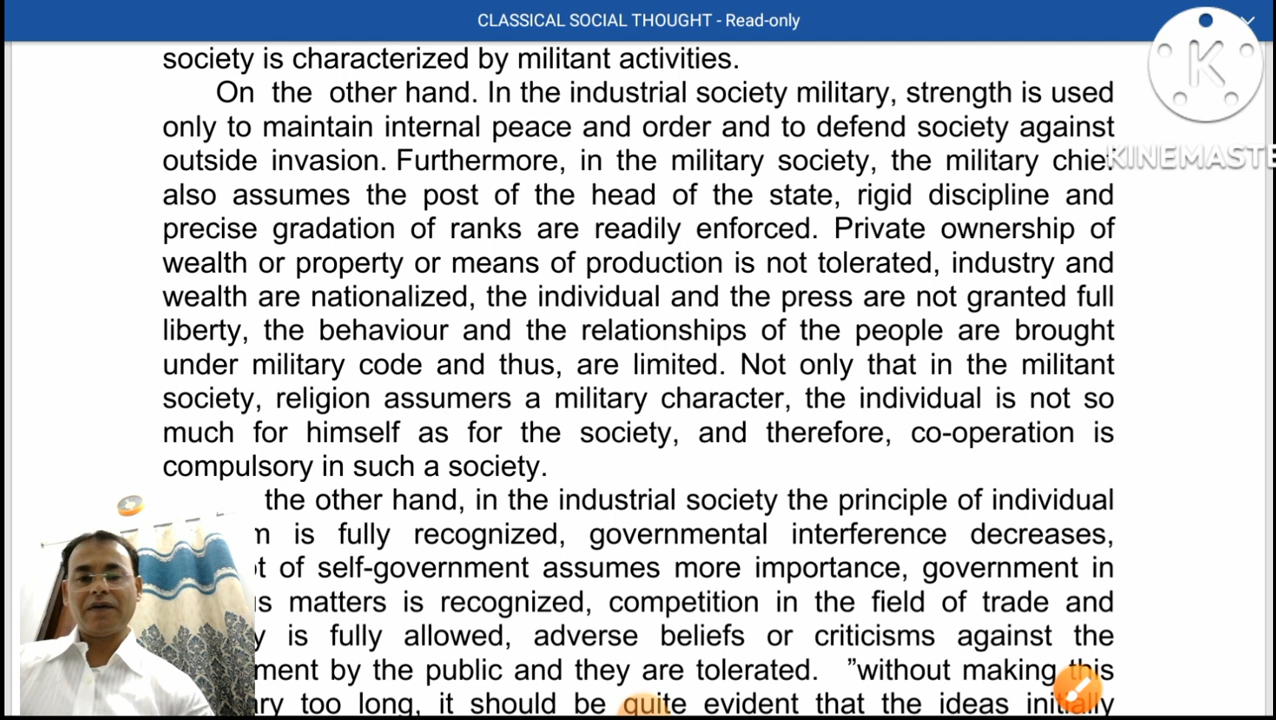 CLASSICAL SOCIAL THOUGHT - Read-only
society is characterized by militant activities.
On the other hand. In the industrial society military, strength is used
only to maintain internal peace and order and to defend society against
outside invasion. Furthermore, in the military society, the military chief
also assumes the post of the head of the state, rigid discipline and
precise gradation of ranks are readily enforced. Private ownership of
wealth or property or means of production is not tolerated, industry and
wealth are nationalized, the individual and the press are not granted full
liberty, the behaviour and the relationships of the people are brought
under military code and thus, are limited. Not only that in the militant
society, religion assumers a military character, the individual is not so
much for himself as for the society, and therefore, co-operation is
compulsory in such a society.
the other hand, in the industrial society the principle of individual
is fully recognized, governmental interference decreases,
of self-government assumes more importance, government in
matters is recognized, competition in the field of trade and
is fully allowed, adverse beliefs or criticisms against the
by the public and they are tolerated. ”without making this
too long, it should be quite evident that the ideas initially
K
KINEMASTE